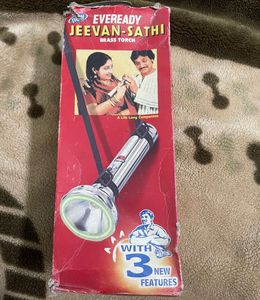 EVEREADY
JEEVAN-SATHI
BRASS TORCH
A Life Long Companion
WITH
3 NEW
FEATURES